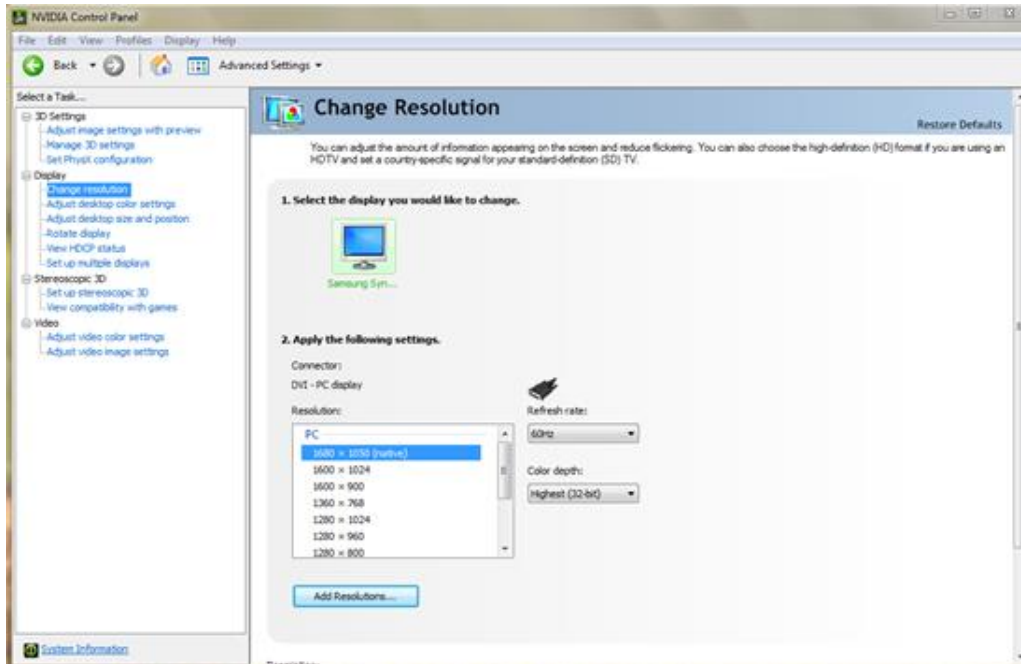 NVIDIA Control Panel
File Edit View Profiles Display Help
Back Advanced Settings
Select a Task...
3D Settings
Adjust image settings with preview
Manage 3D settings
Set PhysX configuration
Display
Change resolution
Adjust desktop color settings
Adjust desktop size and position
Rotate display
View HDCP status
Set up multiple displays
Stereoscopic 3D
Set up stereoscopic 3D
View compatibility with games
Video
Adjust video color settings
Adjust video image settings
System Information
Change Resolution
Restore Defaults
You can adjust the amount of information appearing on the screen and reduce flickering. You can also choose the high-definition (HD) format if you are using an
HDTV and set a country-specific signal for your standard-definition (SD) TV.
1. Select the display you would like to change.
Samsung Syn...
2. Apply the following settings.
Connector:
DVI - PC display
Resolution:
PC
1680 × 1050 (native)
1600 × 1024
1600 × 900
1360 × 768
1280 × 1024
1280 × 960
1280 × 800
Refresh rate:
60Hz
Color depth:
Highest (32-bit)
Add Resolutions...